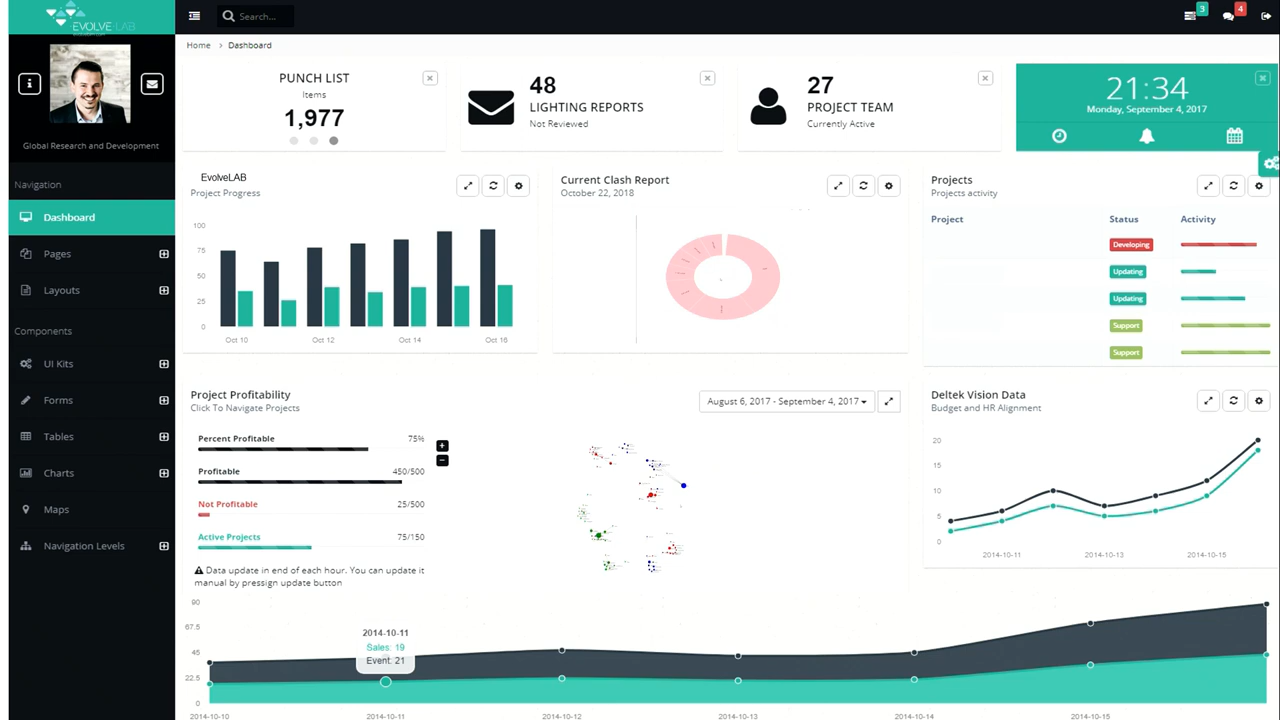 EVOLVE LAB
Search...
3
4
Home > Dashboard
Global Research and Development
Navigation
Dashboard
Pages
Layouts
Components
UI Kits
Forms
Tables
Charts
Maps
Navigation Levels
PUNCH LIST
Items
1,977
48
LIGHTING REPORTS
Not Reviewed
27
PROJECT TEAM
Currently Active
21:34
Monday, September 4, 2017
EvolveLAB
Project Progress
100
75
50
25
0
Oct 10
Oct 12
Oct 14
Oct 16
Current Clash Report
October 22, 2018
Projects
Projects activity
Project Status Activity
Developing
Updating
Updating
Support
Support
Project Profitability
Click To Navigate Projects
August 6, 2017 - September 4, 2017
Percent Profitable 75%
Profitable 450/500
Not Profitable 25/500
Active Projects 75/150
Data update in end of each hour. You can update it
manual by pressign update button
Deltek Vision Data
Budget and HR Alignment
20
15
10
5
0
2014-10-11
2014-10-13
2014-10-15
90
67.5
45
22.5
0
2014-10-11
Sales: 19
Event: 21
2014-10-10
2014-10-11
2014-10-12
2014-10-13
2014-10-14
2014-10-15